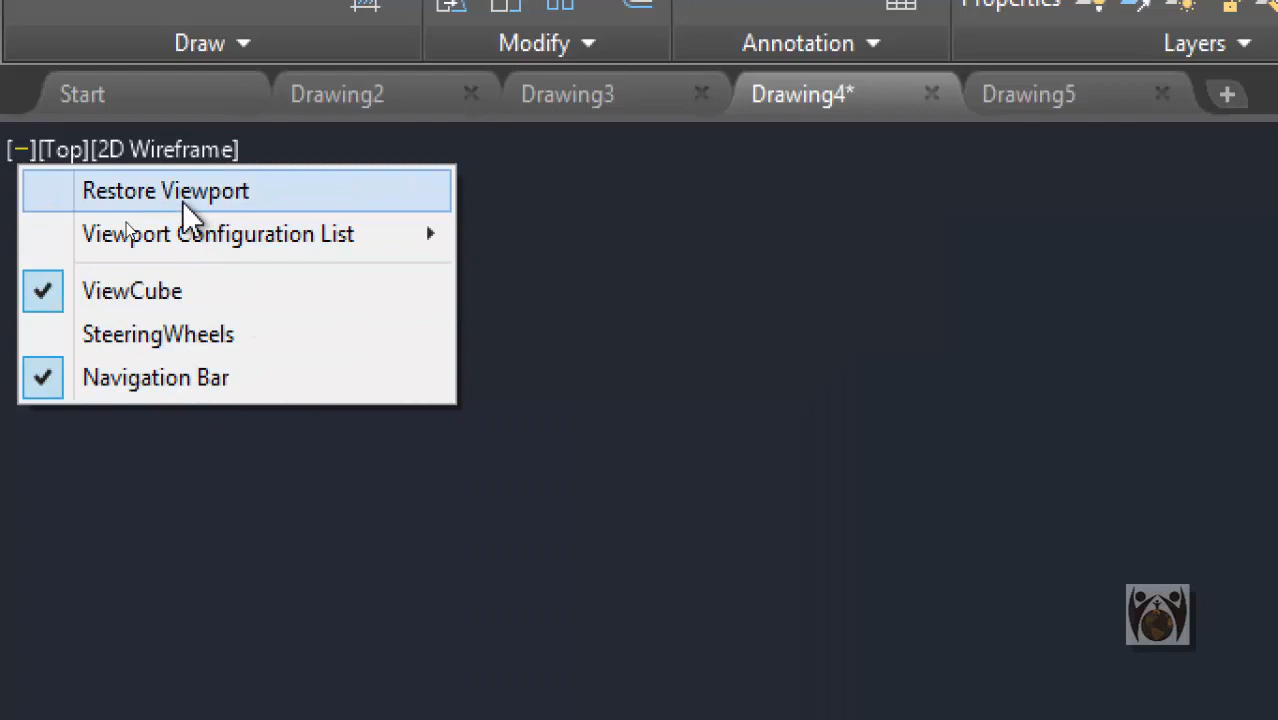 Properties
Draw Modify Annotation Layers
Start Drawing2 Drawing3 Drawing4* Drawing5
[−][Top][2D Wireframe]
Restore Viewport
Viewport Configuration List
ViewCube
SteeringWheels
Navigation Bar